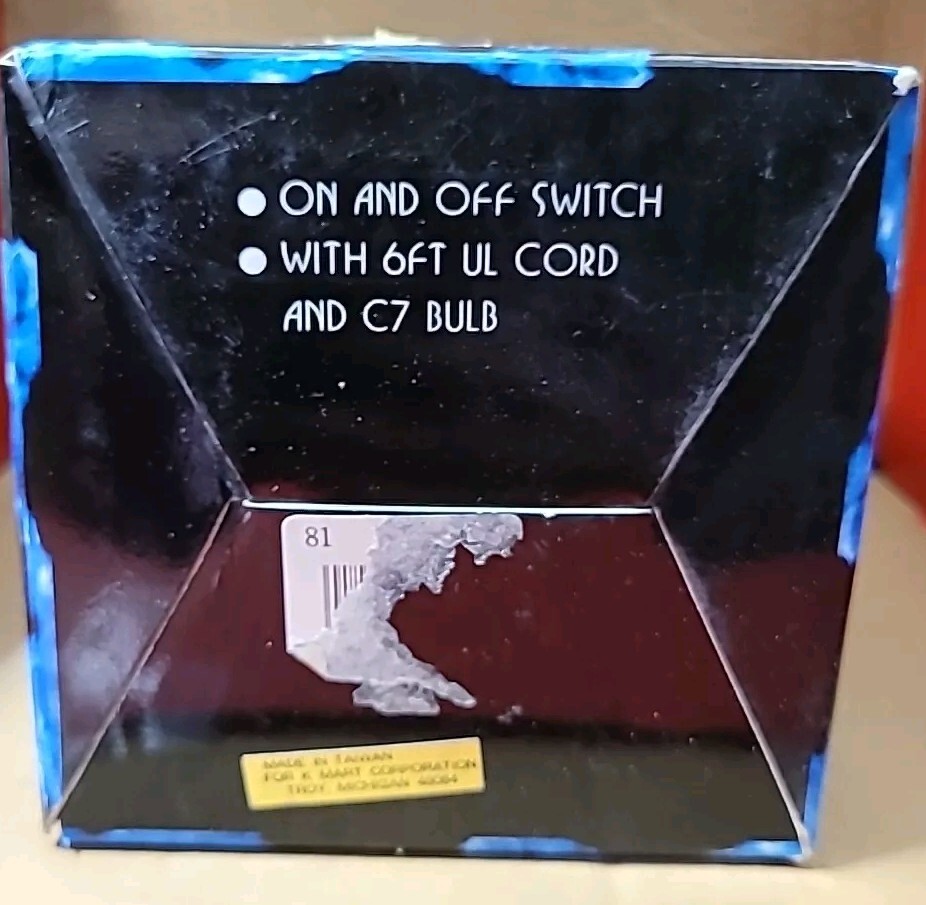 ● ON AND OFF SWITCH
● WITH 6FT UL CORD
AND C7 BULB
81
MADE IN TAIWAN
FOR K MART CORPORATION
TROY, MICHIGAN 48084